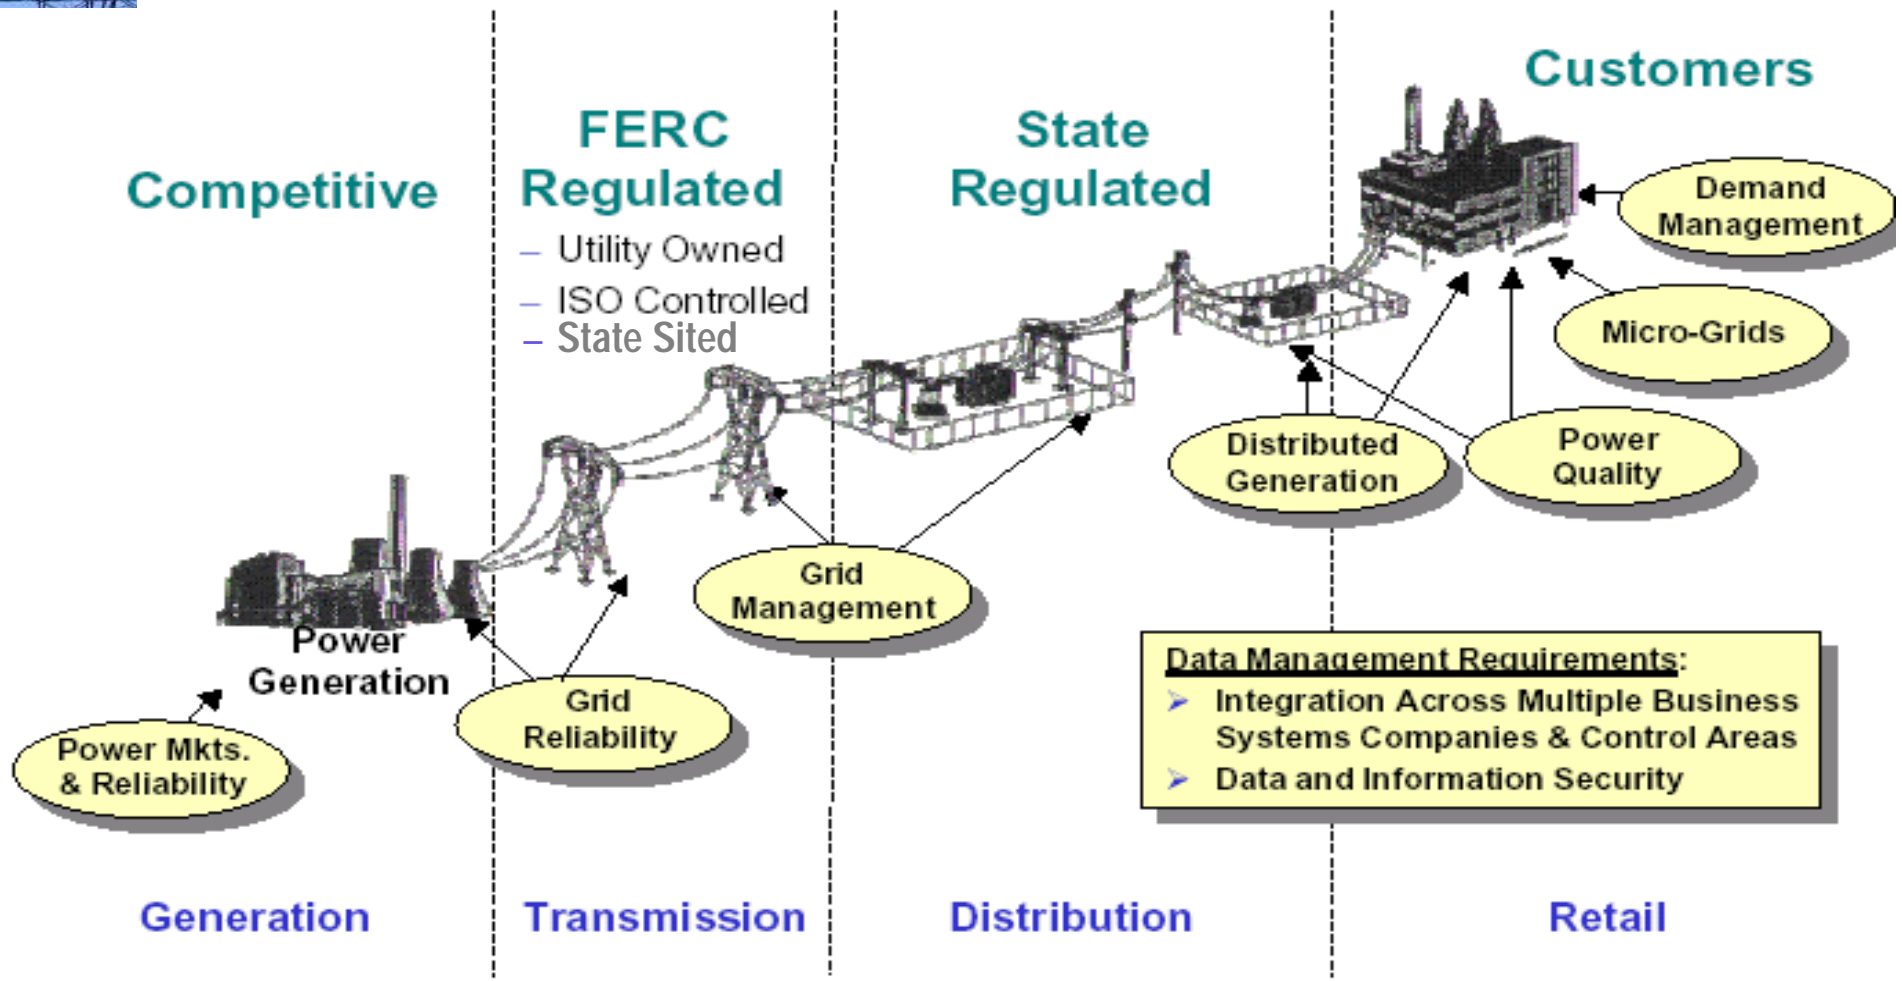 Customers
FERC
Regulated
– Utility Owned
– ISO Controlled
– State Sited
State
Regulated
Competitive
Demand
Management
Micro-Grids
Distributed
Generation
Power
Quality
Grid
Management
Power
Generation
Grid
Reliability
Power Mkts.
& Reliability
Data Management Requirements:
➢ Integration Across Multiple Business
Systems Companies & Control Areas
➢ Data and Information Security
Generation
Transmission
Distribution
Retail